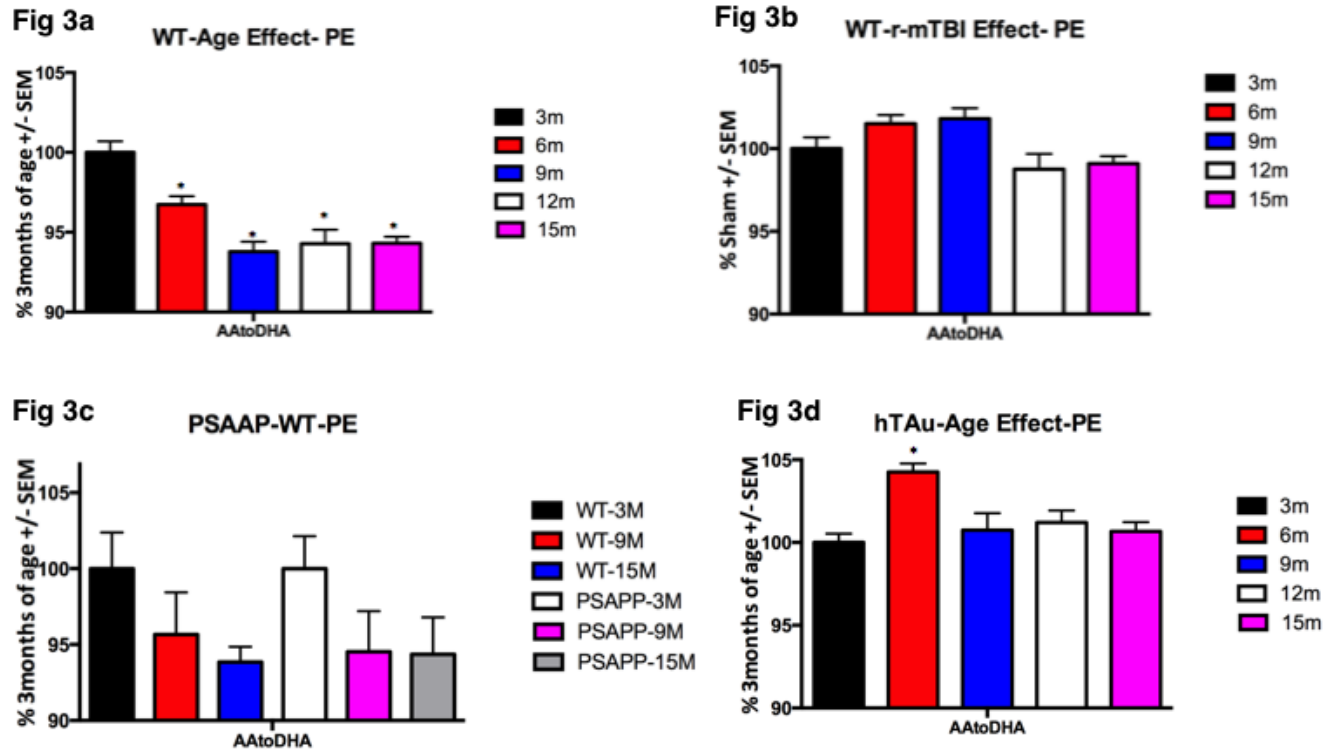 Fig 3a
WT-Age Effect- PE
% 3months of age +/- SEM
105
100
95
90
*
*
*
*
AAtoDHA
3m
6m
9m
12m
15m
Fig 3b
WT-r-mTBI Effect- PE
% Sham +/- SEM
105
100
95
90
AAtoDHA
3m
6m
9m
12m
15m
Fig 3c
PSAAP-WT-PE
% 3months of age +/- SEM
105
100
95
90
AAtoDHA
WT-3M
WT-9M
WT-15M
PSAPP-3M
PSAPP-9M
PSAPP-15M
Fig 3d
hTAu-Age Effect-PE
% 3months of age +/- SEM
105
100
95
90
*
AAtoDHA
3m
6m
9m
12m
15m